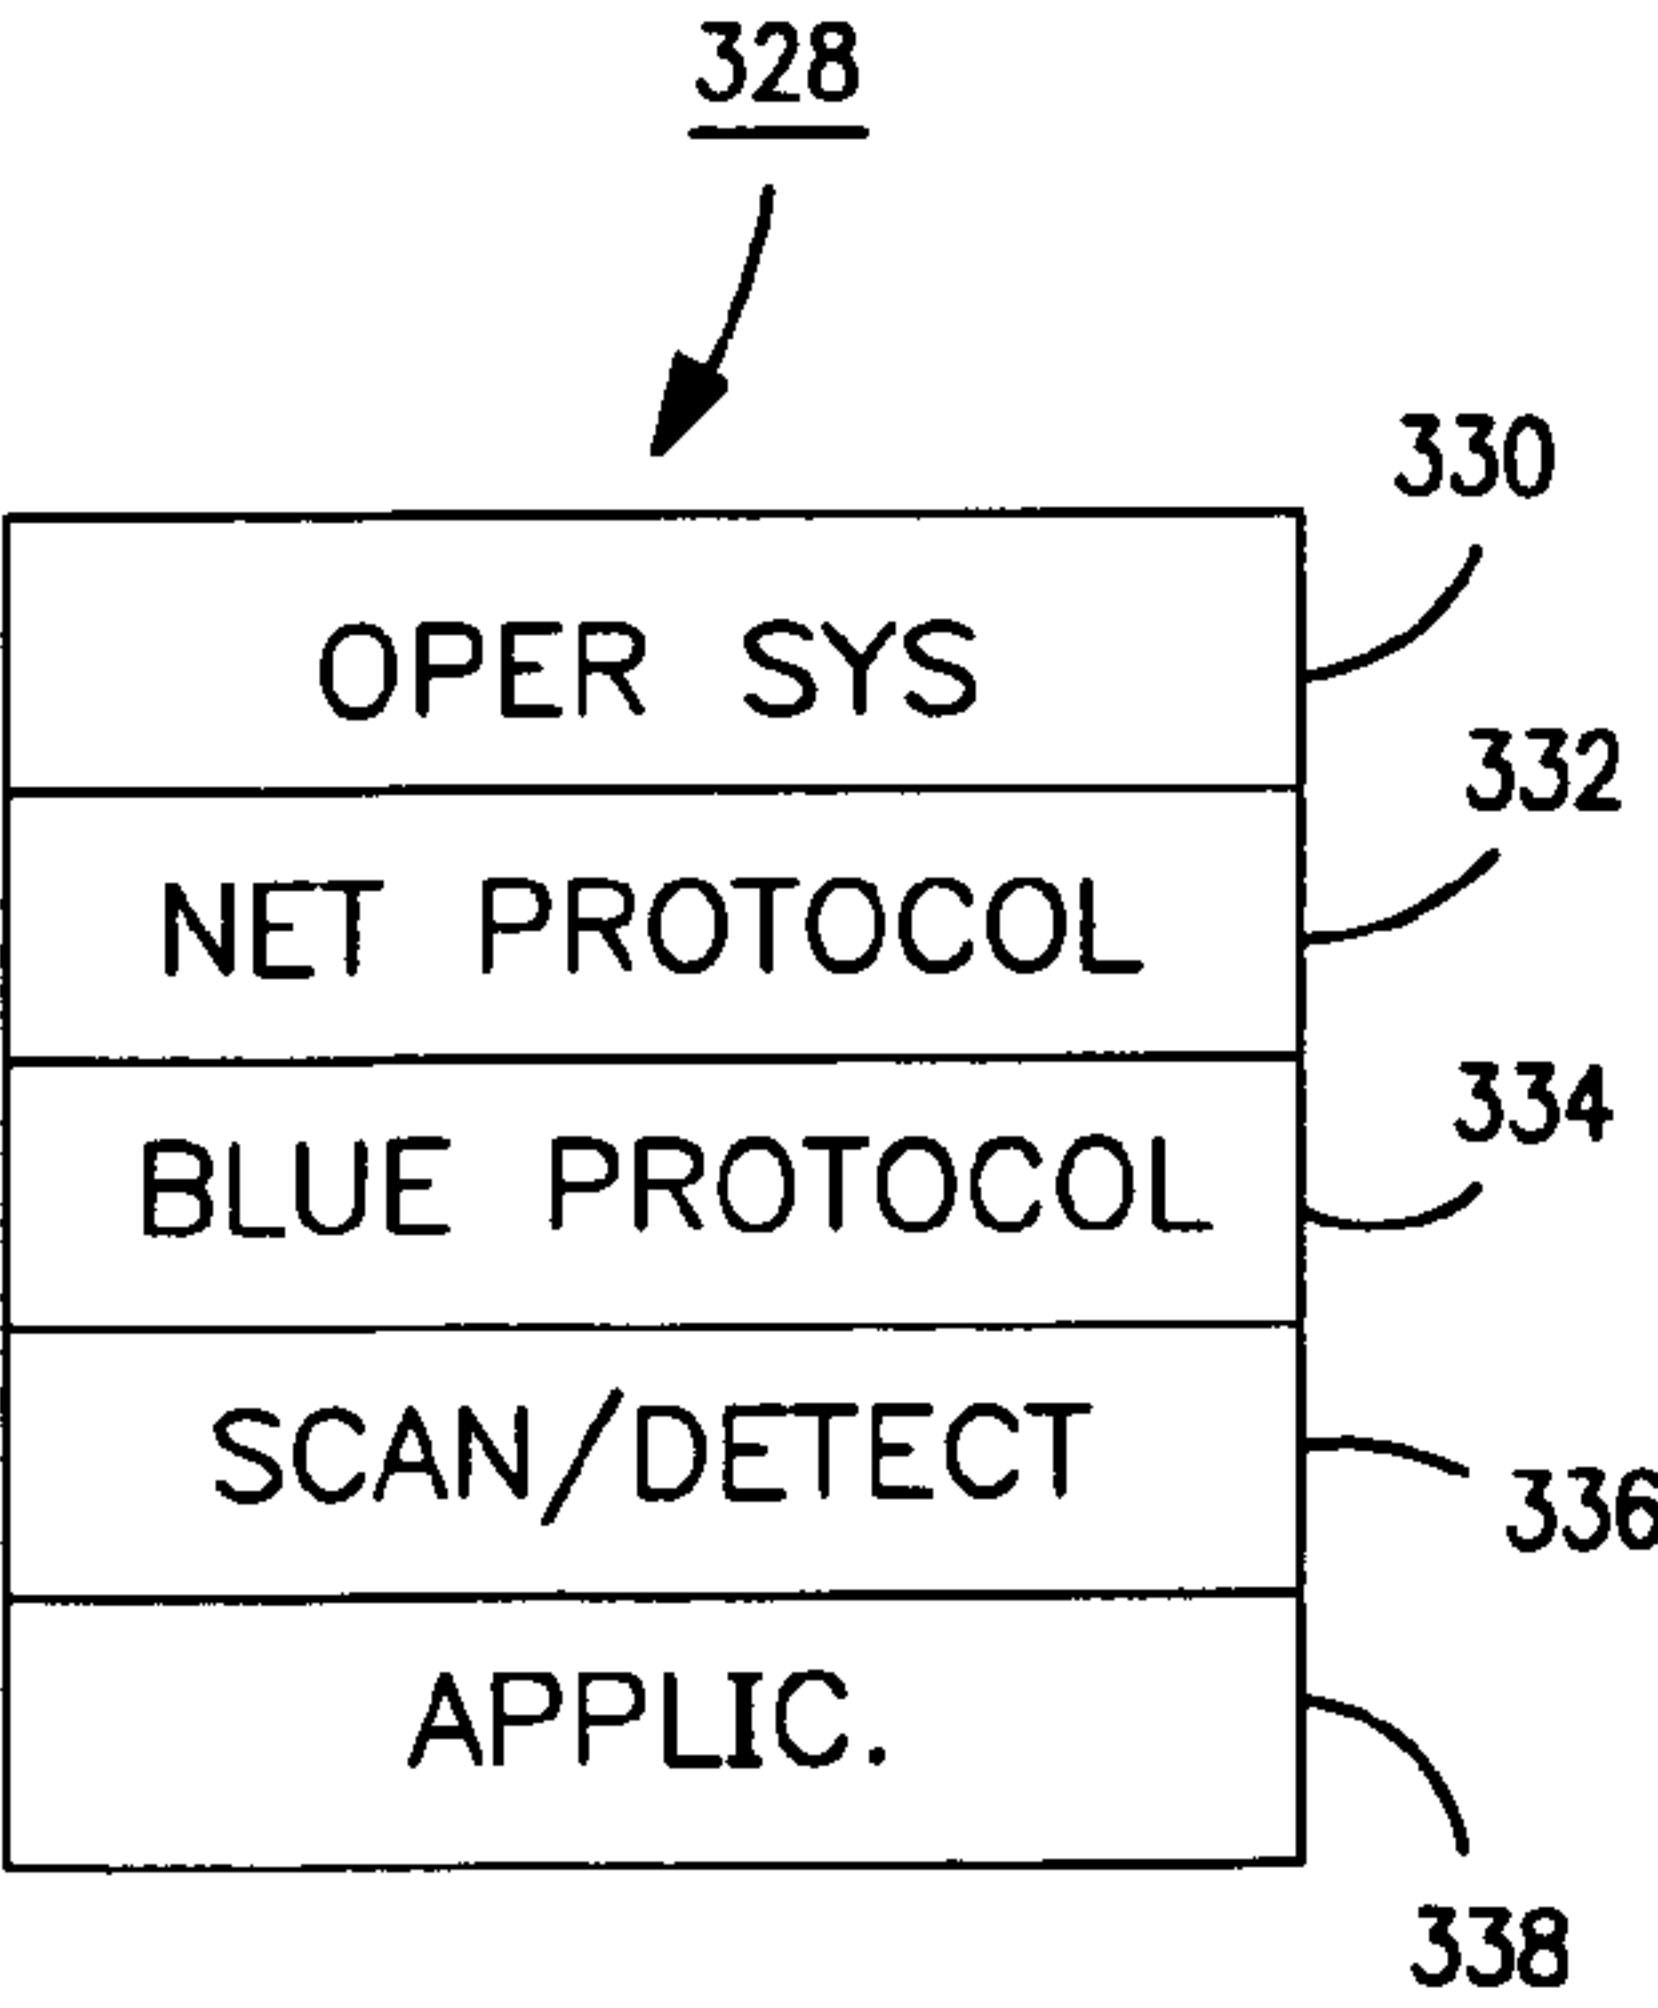 328
330
OPER SYS
332
NET PROTOCOL
334
BLUE PROTOCOL
SCAN/DETECT
336
APPLIC.
338